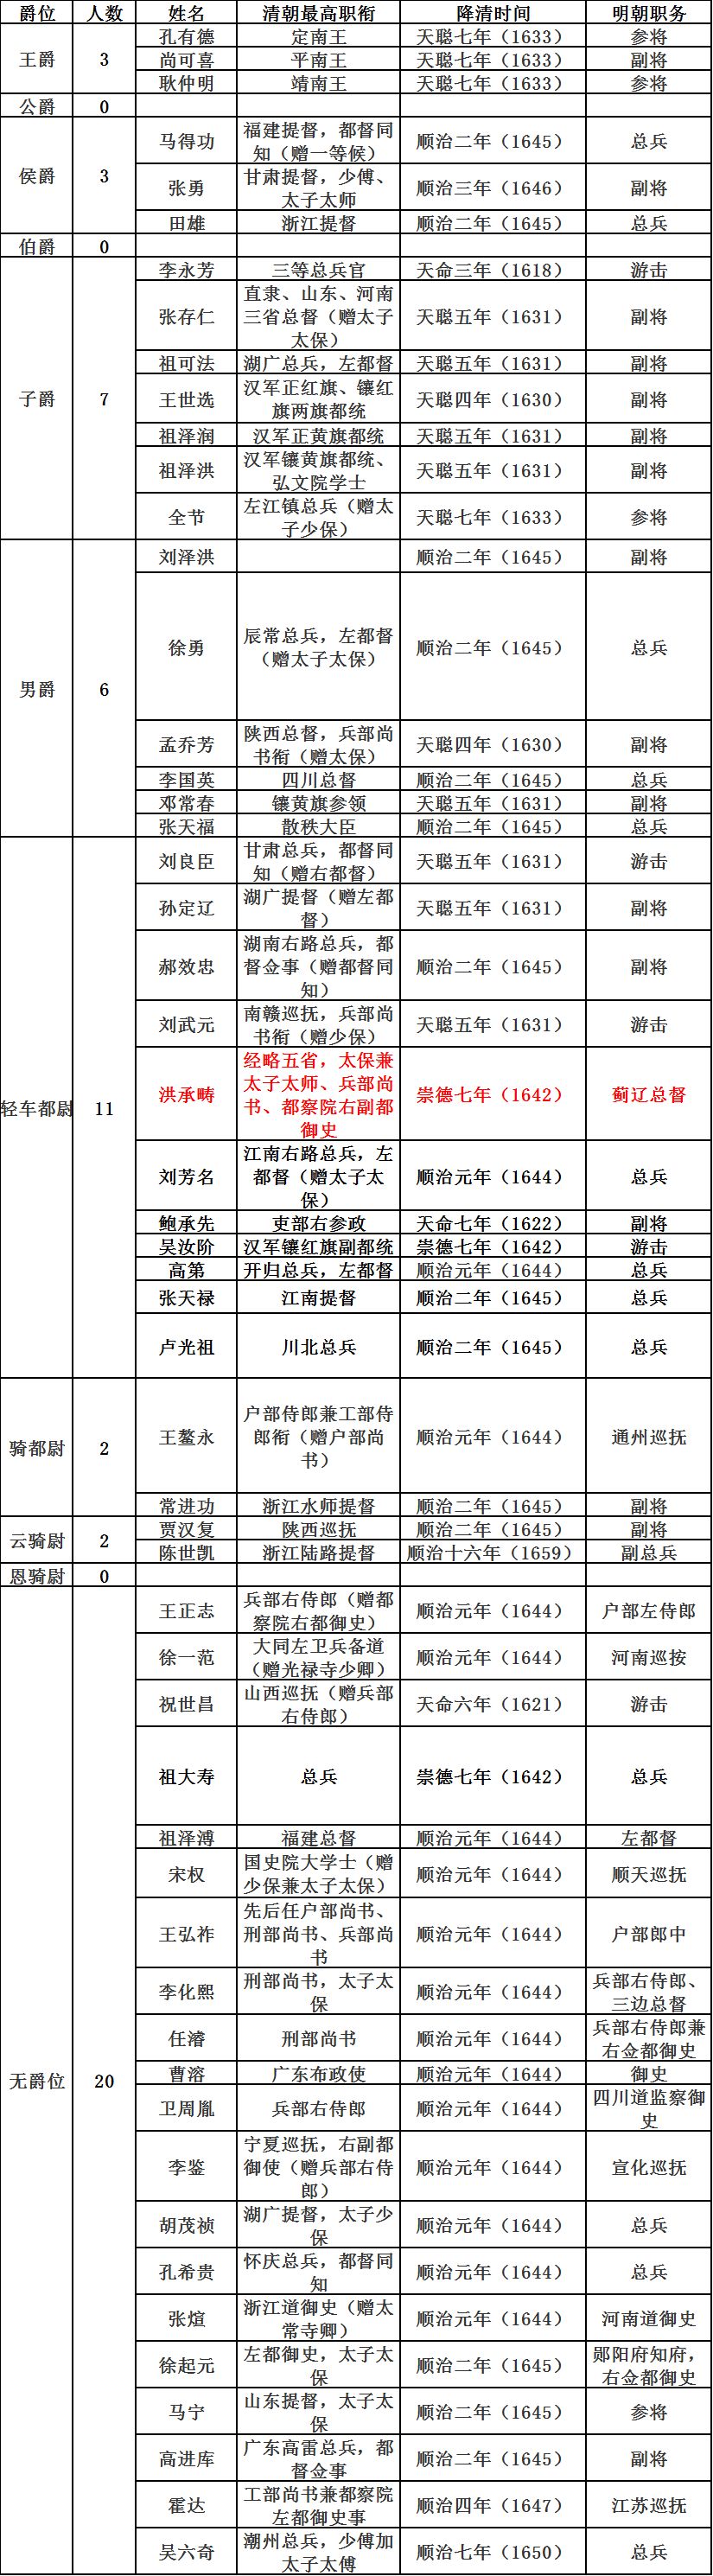 爵位 人数 姓名 清朝最高职衔 降清时间 明朝职务
王爵 3 孔有德 定南王 天聪七年（1633） 参将
尚可喜 平南王 天聪七年（1633） 副将
耿仲明 靖南王 天聪七年（1633） 参将
公爵 0
侯爵 3 马得功 福建提督，都督同知（赠一等候） 顺治二年（1645） 总兵
张勇 甘肃提督，少傅、太子太师 顺治三年（1646） 副将
田雄 浙江提督 顺治二年（1645） 总兵
伯爵 0
子爵 7 李永芳 三等总兵官 天命三年（1618） 游击
张存仁 直隶、山东、河南三省总督（赠太子太保） 天聪五年（1631） 副将
祖可法 湖广总兵，左都督 天聪五年（1631） 副将
王世选 汉军正红旗、镶红旗两旗都统 天聪四年（1630） 副将
祖泽润 汉军正黄旗都统 天聪五年（1631） 副将
祖泽洪 汉军镶黄旗都统、弘文院学士 天聪五年（1631） 副将
全节 左江镇总兵（赠太子少保） 天聪七年（1633） 参将
男爵 6 刘泽洪 顺治二年（1645） 副将
徐勇 辰常总兵，左都督（赠太子太保） 顺治二年（1645） 总兵
孟乔芳 陕西总督，兵部尚书衔（赠太保） 天聪四年（1630） 副将
李国英 四川总督 顺治二年（1645） 总兵
邓常春 镶黄旗参领 天聪五年（1631） 副将
张天福 散秩大臣 顺治二年（1645） 总兵
轻车都尉 11 刘良臣 甘肃总兵，都督同知（赠右都督） 天聪五年（1631） 游击
孙定辽 湖广提督（赠左都督） 天聪五年（1631） 副将
郝效忠 湖南右路总兵，都督佥事（赠都督同知） 顺治二年（1645） 副将
刘武元 南赣巡抚，兵部尚书衔（赠少保） 天聪五年（1631） 游击
洪承畴 经略五省，太保兼太子太师、兵部尚书、都察院右副都御史 崇德七年（1642） 蓟辽总督
刘芳名 江南右路总兵，左都督（赠太子太保） 顺治元年（1644） 总兵
鲍承先 吏部右参政 天命七年（1622） 副将
吴汝阶 汉军镶红旗副都统 崇德七年（1642） 游击
高第 开归总兵，左都督 顺治元年（1644） 总兵
张天禄 江南提督 顺治二年（1645） 总兵
卢光祖 川北总兵 顺治二年（1645） 总兵
骑都尉 2 王鳌永 户部侍郎兼工部侍郎衔（赠户部尚书） 顺治元年（1644） 通州巡抚
常进功 浙江水师提督 顺治二年（1645） 副将
云骑尉 2 贾汉复 陕西巡抚 顺治二年（1645） 副将
陈世凯 浙江陆路提督 顺治十六年（1659） 副总兵
恩骑尉 0
无爵位 20 王正志 兵部右侍郎（赠都察院右都御史） 顺治元年（1644） 户部左侍郎
徐一范 大同左卫兵备道（赠光禄寺少卿） 顺治元年（1644） 河南巡按
祝世昌 山西巡抚（赠兵部右侍郎） 天命六年（1621） 游击
祖大寿 总兵 崇德七年（1642） 总兵
祖泽溥 福建总督 顺治元年（1644） 左都督
宋权 国史院大学士（赠少保兼太子太保） 顺治元年（1644） 顺天巡抚
王弘祚 先后任户部尚书、刑部尚书、兵部尚书 顺治元年（1644） 户部郎中
李化熙 刑部尚书，太子太保 顺治元年（1644） 兵部右侍郎、三边总督
任濬 刑部尚书 顺治元年（1644） 兵部右侍郎兼右佥都御史
曹溶 广东布政使 顺治元年（1644） 御史
卫周胤 兵部右侍郎 顺治元年（1644） 四川道监察御史
李鉴 宁夏巡抚，右副都御使（赠兵部右侍郎） 顺治元年（1644） 宣化巡抚
胡茂祯 湖广提督，太子少保 顺治元年（1644） 总兵
孔希贵 怀庆总兵，都督同知 顺治元年（1644） 总兵
张煊 浙江道御史（赠太常寺卿） 顺治元年（1644） 河南道御史
徐起元 左都御史，太子太保 顺治二年（1645） 郧阳府知府，右佥都御史
马宁 山东提督，太子太保 顺治二年（1645） 参将
高进库 广东高雷总兵，都督佥事 顺治二年（1645） 副将
霍达 工部尚书兼都察院左都御史事 顺治四年（1647） 江苏巡抚
吴六奇 潮州总兵，少傅加太子太傅 顺治七年（1650） 总兵